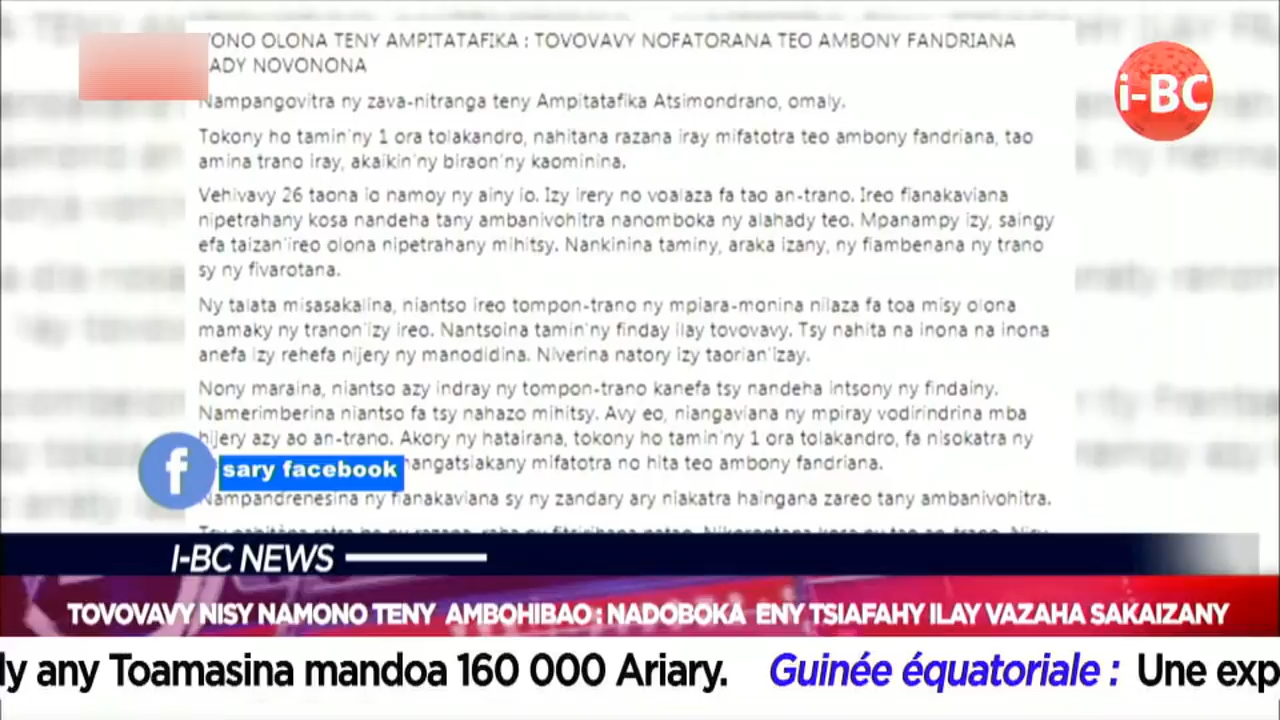 ONO OLONA TENY AMPITATAFIKA : TOVOVAVY NOFATORANA TEO AMBONY FANDRIANA
ADY NOVONONA
i-BC
Nampangovitra ny zava-nitranga teny Ampitatafika Atsimondrano, omaly.
Tokony ho tamin'ny 1 ora tolakandro, nahitana razana iray mifatotra teo ambony fandriana, tao
amina trano iray, akaikin'ny biraon'ny kaominina.
Vehivavy 26 taona io namoy ny ainy io. Izy irery no voalaza fa tao an-trano. Ireo fianakaviana
nipetrahany kosa nandeha tany ambanivohitra nanomboka ny alahady teo. Mpanampy izy, saingy
efa taizan'ireo olona nipetrahany mihitsy. Nankinina taminy, araka izany, ny fiambenana ny trano
sy ny fivarotana.
Ny talata misasakalina, niantso ireo tompon-trano ny mpiara-monina nilaza fa toa misy olona
mamaky ny tranon'izy ireo. Nantsoina tamin'ny finday ilay tovovavy. Tsy nahita na inona na inona
anefa izy rehefa nijery ny manodidina. Niverina natory izy taorian'izay.
Nony maraina, niantso azy indray ny tompon-trano kanefa tsy nandeha intsony ny findainy.
Namerimberina niantso fa tsy nahazo mihitsy. Avy eo, niangaviana ny mpiray vodirindrina mba
hijery azy ao an-trano. Akory ny hatairana, tokony ho tamin'ny 1 ora tolakandro, fa nisokatra ny
hangatsiakany mifatotra no hita teo ambony fandriana.
f sary facebook
Nampandrenesina ny fianakaviana sy ny zandary ary niakatra haingana zareo tany ambanivohitra.
I-BC NEWS
TOVOVAVY NISY NAMONO TENY AMBOHIBAO : NADOBOKA ENY TSIAFAHY ILAY VAZAHA SAKAIZANY
ly any Toamasina mandoa 160 000 Ariary. Guinée équatoriale : Une exp